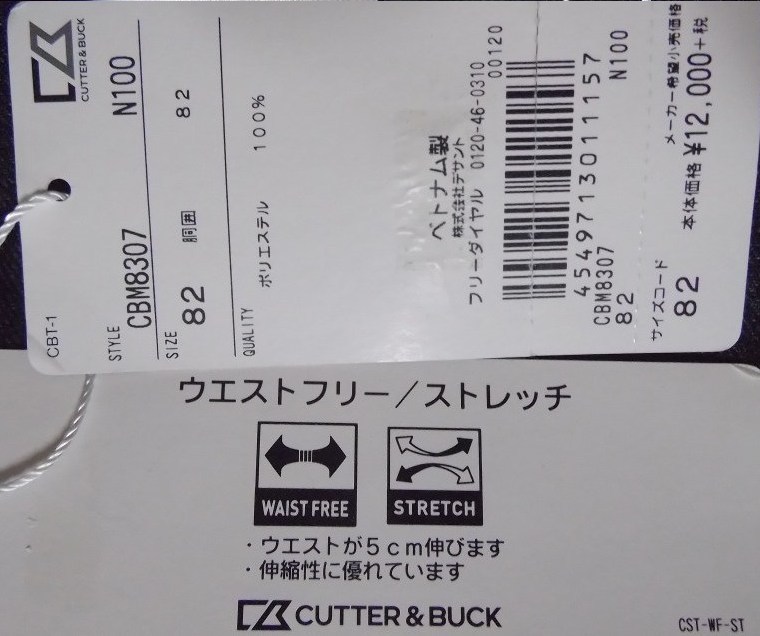 CUTTER & BUCK
CBT-1
STYLE
CBM8307 N100
SIZE
82 胴囲 82
QUALITY
ポリエステル 100%
ベトナム製
株式会社デサント
フリーダイヤル 0120-46-0310
00120
4549713011157
CBM8307 N100
82
サイズコード
82
メーカー希望小売価格
本体価格 ¥12,000+税
ウエストフリー/ストレッチ
WAIST FREE STRETCH
・ウエストが5cm伸びます
・伸縮性に優れています
CUTTER & BUCK
CST-WF-ST